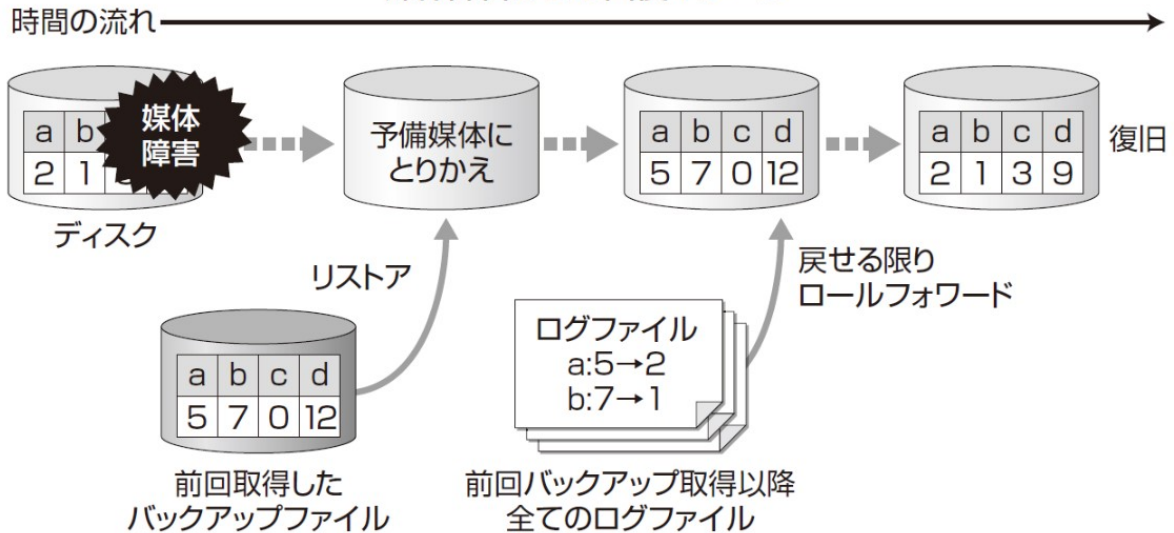 時間の流れ
a b
2 1
媒体
障害
ディスク
予備媒体に
とりかえ
a b c d
5 7 0 12
a b c d
2 1 3 9
復旧
リストア
戻せる限り
ロールフォワード
a b c d
5 7 0 12
前回取得した
バックアップファイル
ログファイル
a:5→2
b:7→1
前回バックアップ取得以降
全てのログファイル